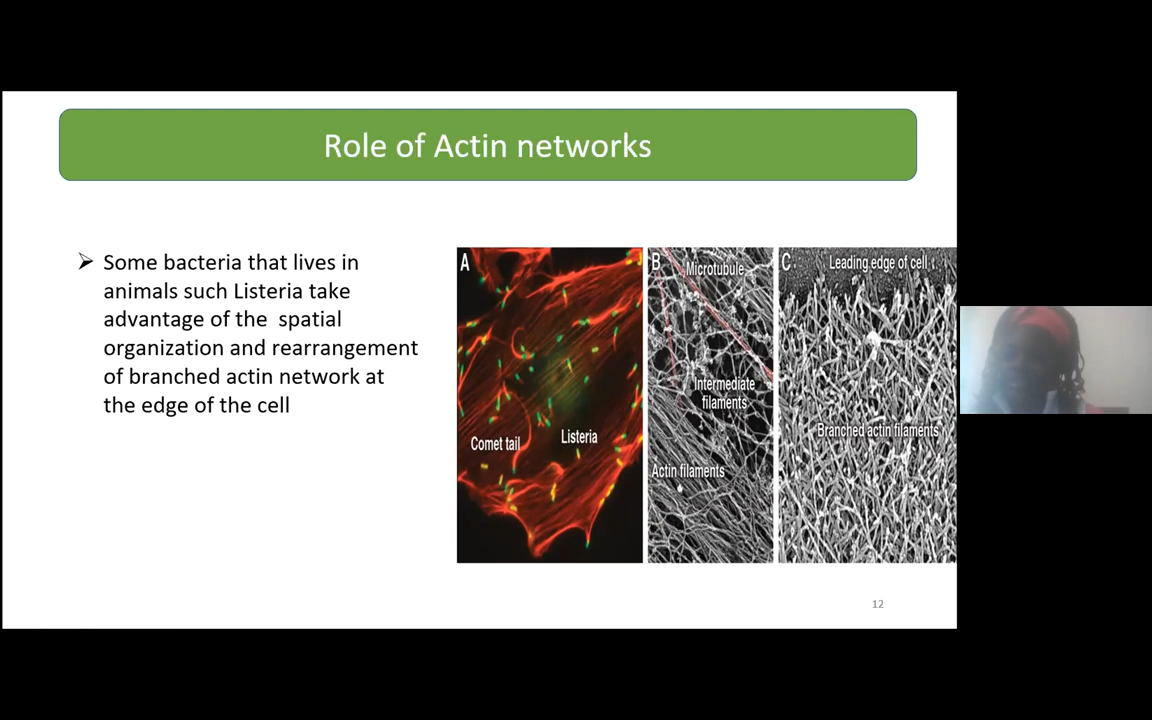 Role of Actin networks
➢ Some bacteria that lives in
animals such Listeria take
advantage of the  spatial
organization and rearrangement
of branched actin network at
the edge of the cell
A
Comet tail
Listeria
B
Microtubule
Intermediate
filaments
Actin filaments
C
Leading edge of cell
Branched actin filaments
12